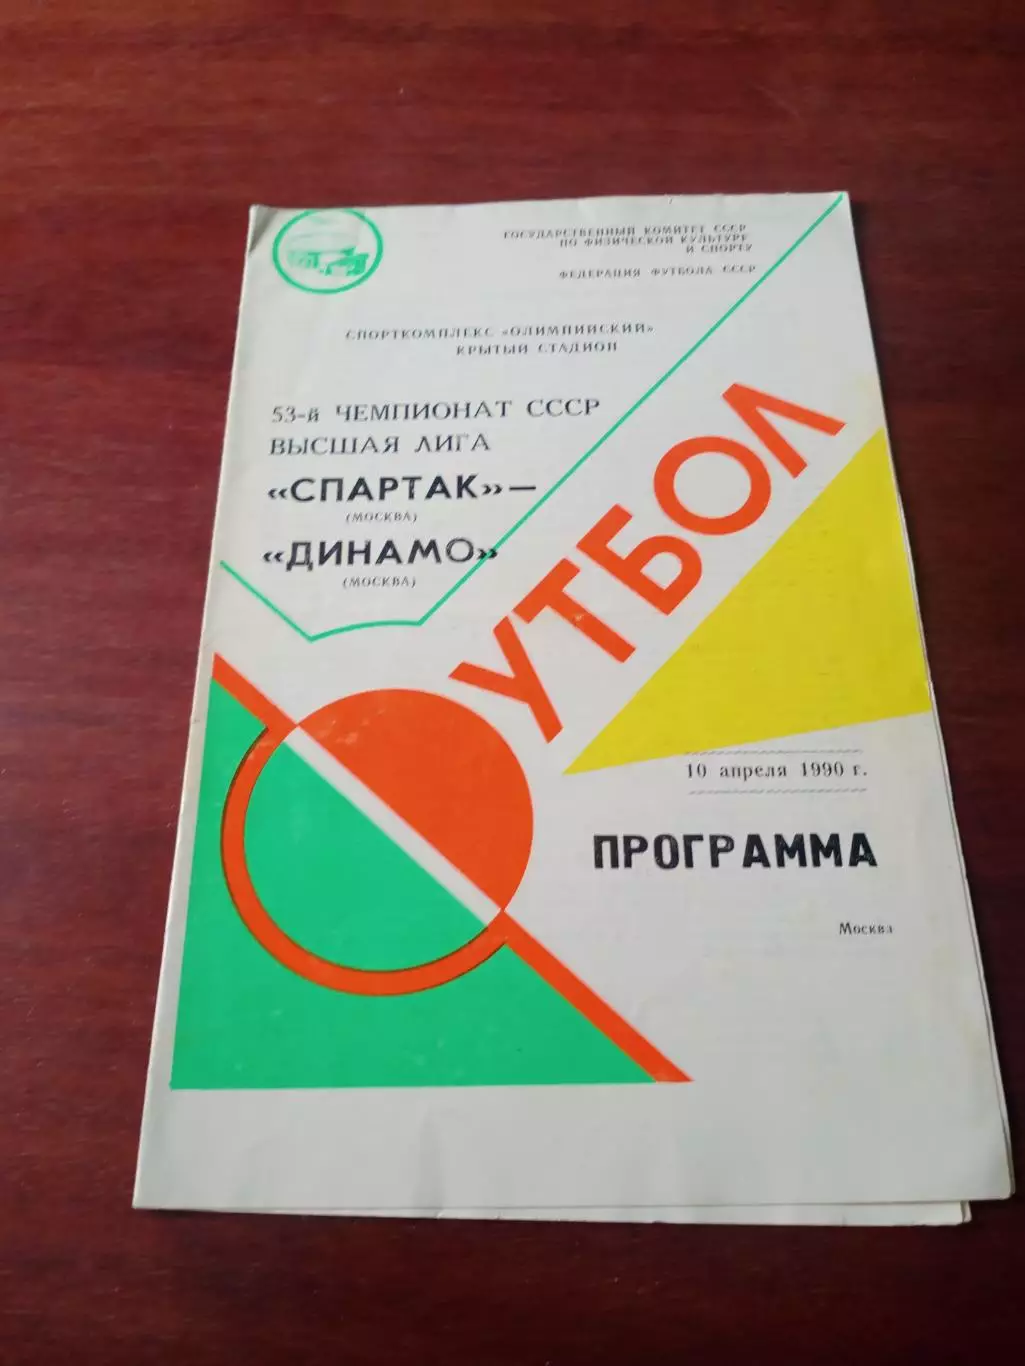 ГОСУДАРСТВЕННЫЙ КОМИТЕТ СССР
ПО ФИЗИЧЕСКОЙ КУЛЬТУРЕ
И СПОРТУ
ФЕДЕРАЦИЯ ФУТБОЛА СССР
СПОРТКОМПЛЕКС «ОЛИМПИЙСКИЙ»
КРЫТЫЙ СТАДИОН
53-й ЧЕМПИОНАТ СССР
ВЫСШАЯ ЛИГА
«СПАРТАК» —
(МОСКВА)
«ДИНАМО»
(МОСКВА)
ФУТБОЛ
10 апреля 1990 г.
ПРОГРАММА
Москва